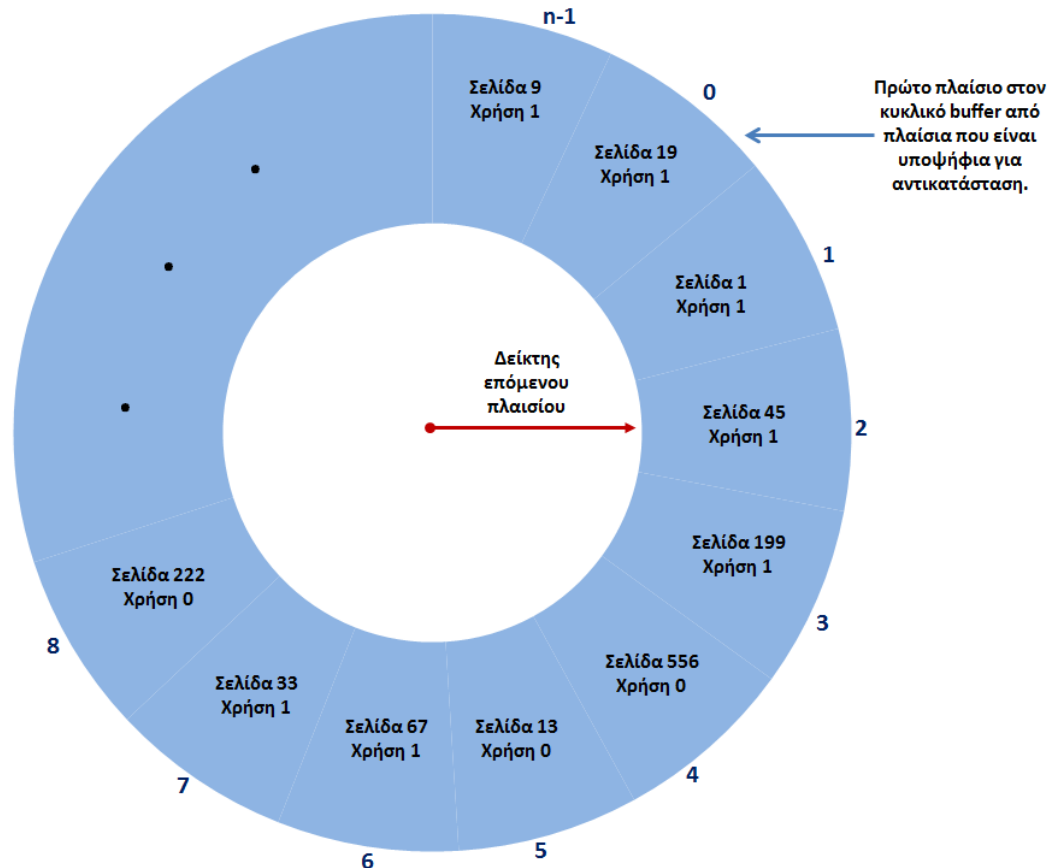 n-1
Σελίδα 9
Χρήση 1
0
Σελίδα 19
Χρήση 1
Πρώτο πλαίσιο στον
κυκλικό buffer από
πλαίσια που είναι
υποψήφια για
αντικατάσταση.
1
Σελίδα 1
Χρήση 1
Δείκτης
επόμενου
πλαισίου
Σελίδα 45
Χρήση 1
2
Σελίδα 199
Χρήση 1
3
Σελίδα 556
Χρήση 0
4
Σελίδα 13
Χρήση 0
5
Σελίδα 67
Χρήση 1
6
Σελίδα 33
Χρήση 1
7
Σελίδα 222
Χρήση 0
8